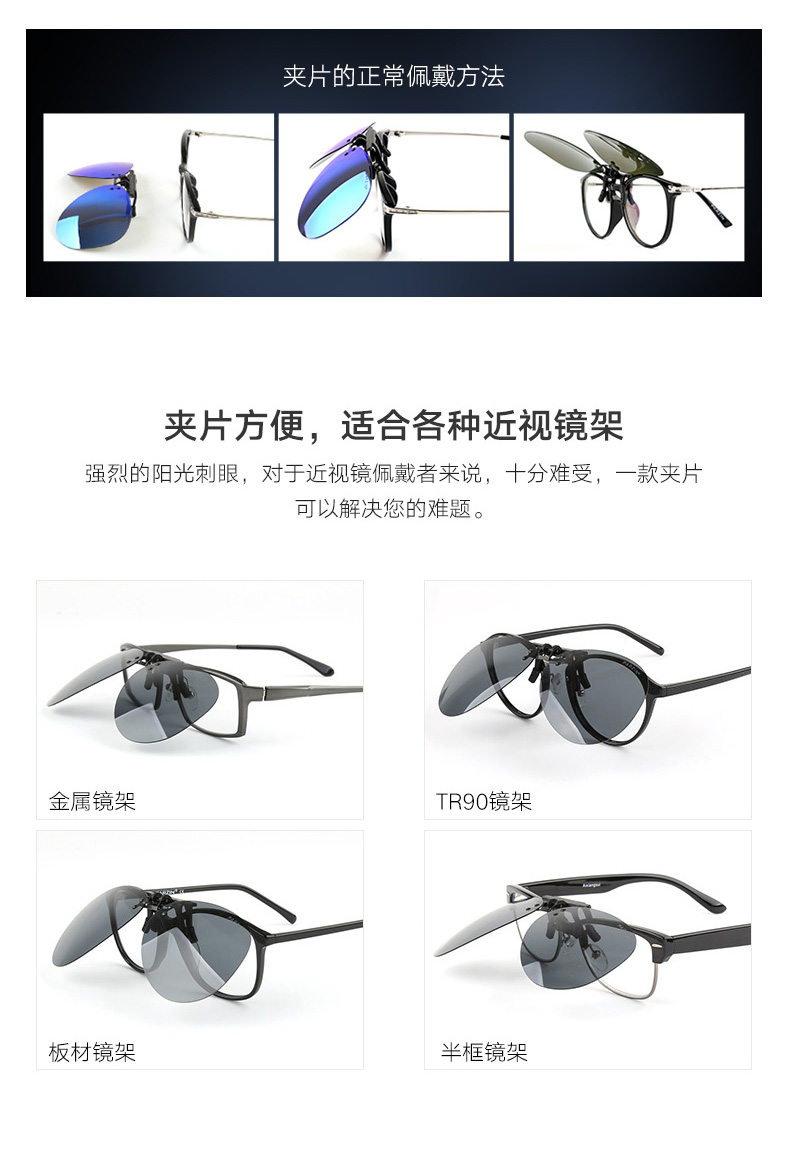 夹片的正常佩戴方法
夹片方便，适合各种近视镜架
强烈的阳光刺眼，对于近视镜佩戴者来说，十分难受，一款夹片
可以解决您的难题。
金属镜架
TR90镜架
板材镜架
半框镜架